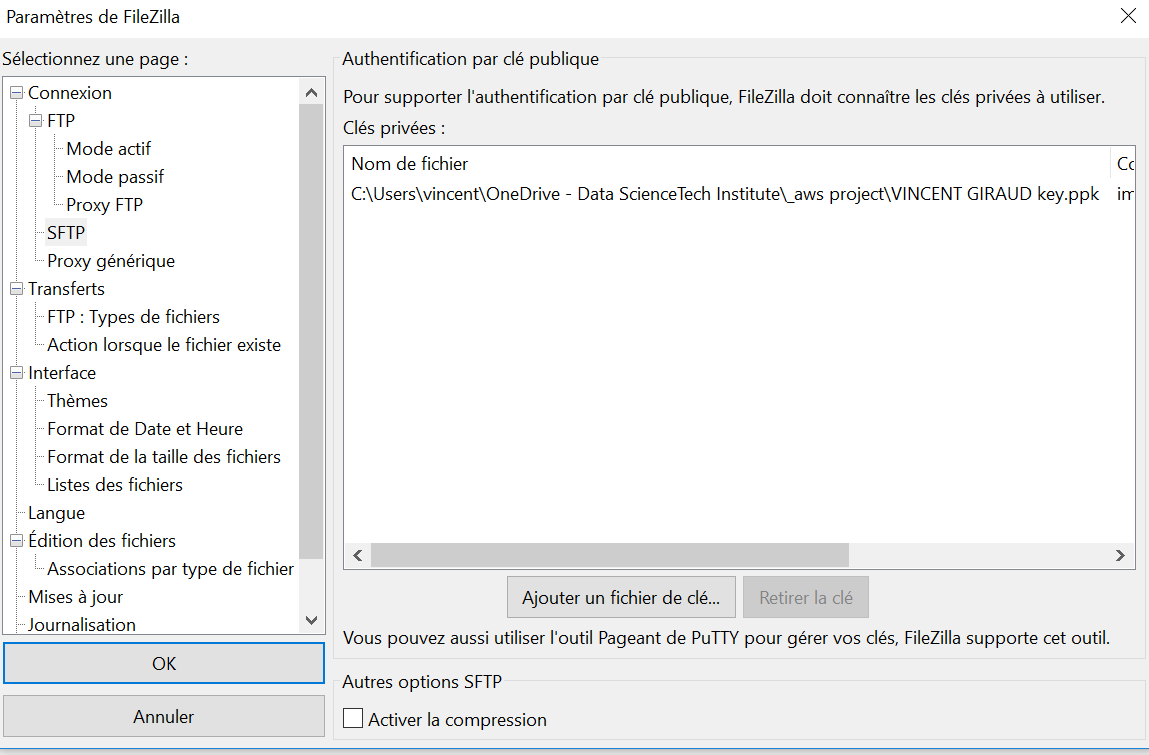 Paramètres de FileZilla
Sélectionnez une page :
Connexion
FTP
Mode actif
Mode passif
Proxy FTP
SFTP
Proxy générique
Transferts
FTP : Types de fichiers
Action lorsque le fichier existe
Interface
Thèmes
Format de Date et Heure
Format de la taille des fichiers
Listes des fichiers
Langue
Édition des fichiers
Associations par type de fichier
Mises à jour
Journalisation
OK
Annuler
Authentification par clé publique
Pour supporter l'authentification par clé publique, FileZilla doit connaître les clés privées à utiliser.
Clés privées :
Nom de fichier
C:\Users\vincent\OneDrive - Data ScienceTech Institute\_aws project\VINCENT GIRAUD key.ppk
Ajouter un fichier de clé...
Retirer la clé
Vous pouvez aussi utiliser l'outil Pageant de PuTTY pour gérer vos clés, FileZilla supporte cet outil.
Autres options SFTP
Activer la compression